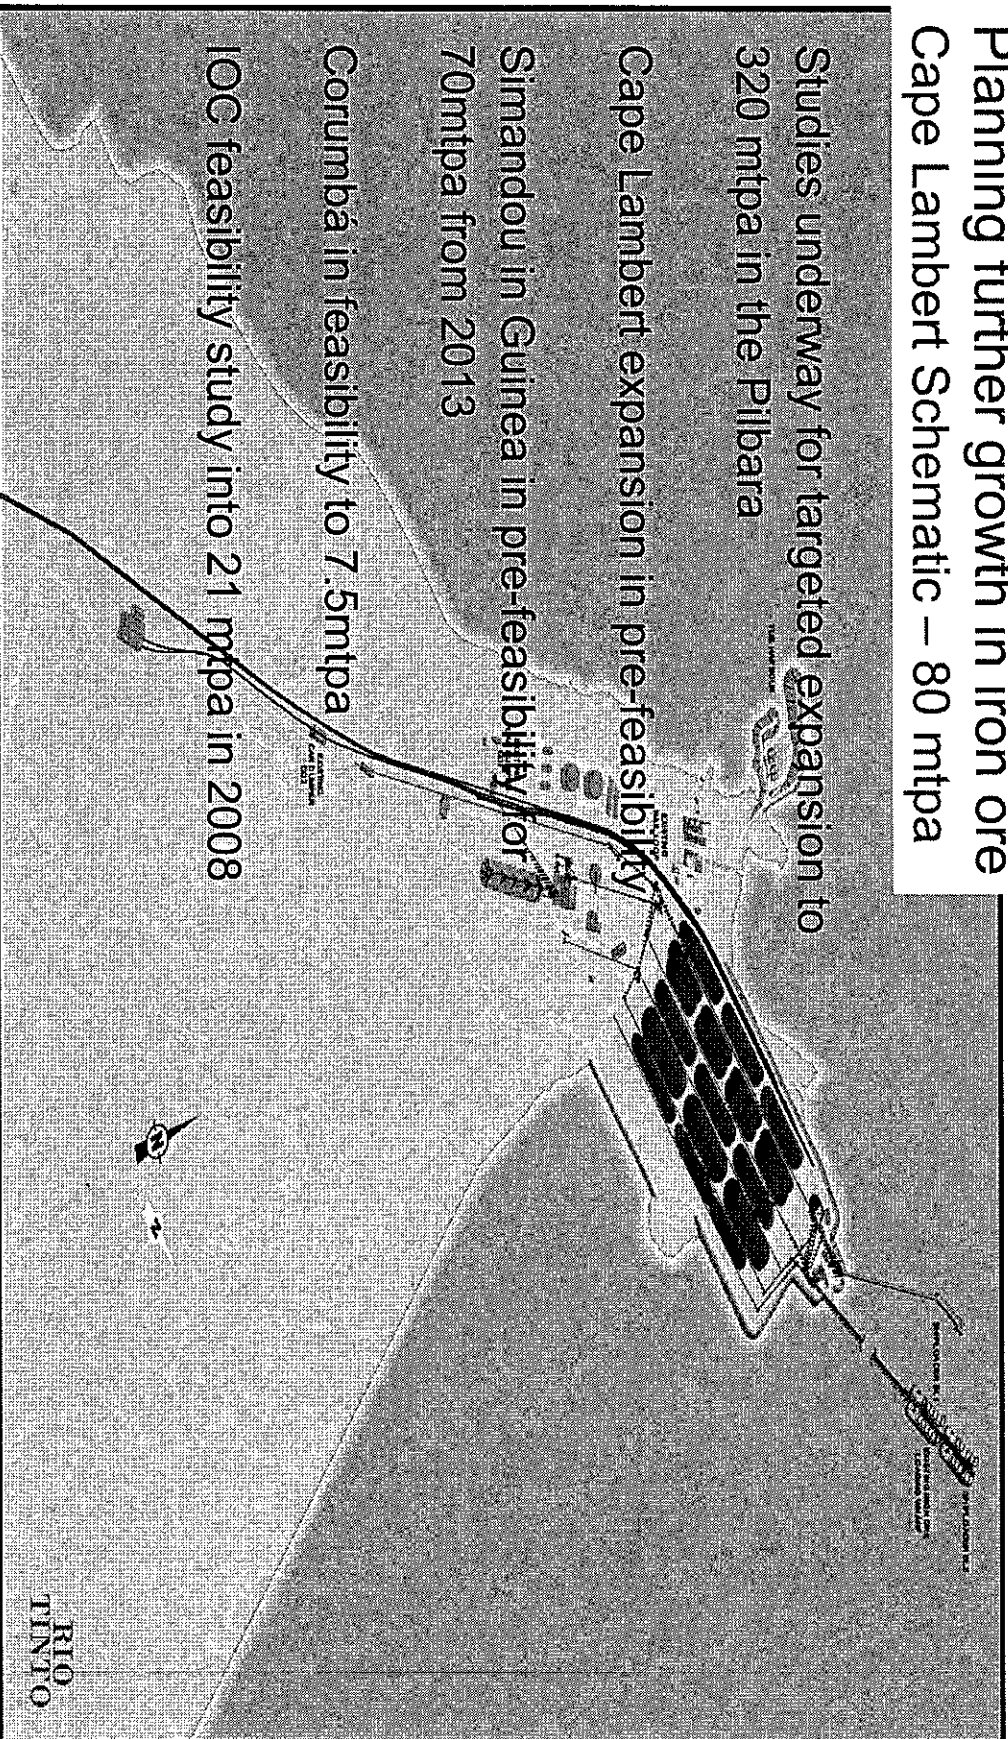 Planning further growth in iron ore
Cape Lambert Schematic – 80 mtpa
Studies underway for targeted expansion to
320 mtpa in the Pilbara
Cape Lambert expansion in pre-feasibility
Simandou in Guinea in pre-feasibility for
70mtpa from 2013
Corumbá in feasibility to 7.5mtpa
IOC feasibility study into 21 mtpa in 2008
EXISTING
N
RIO
TINTO